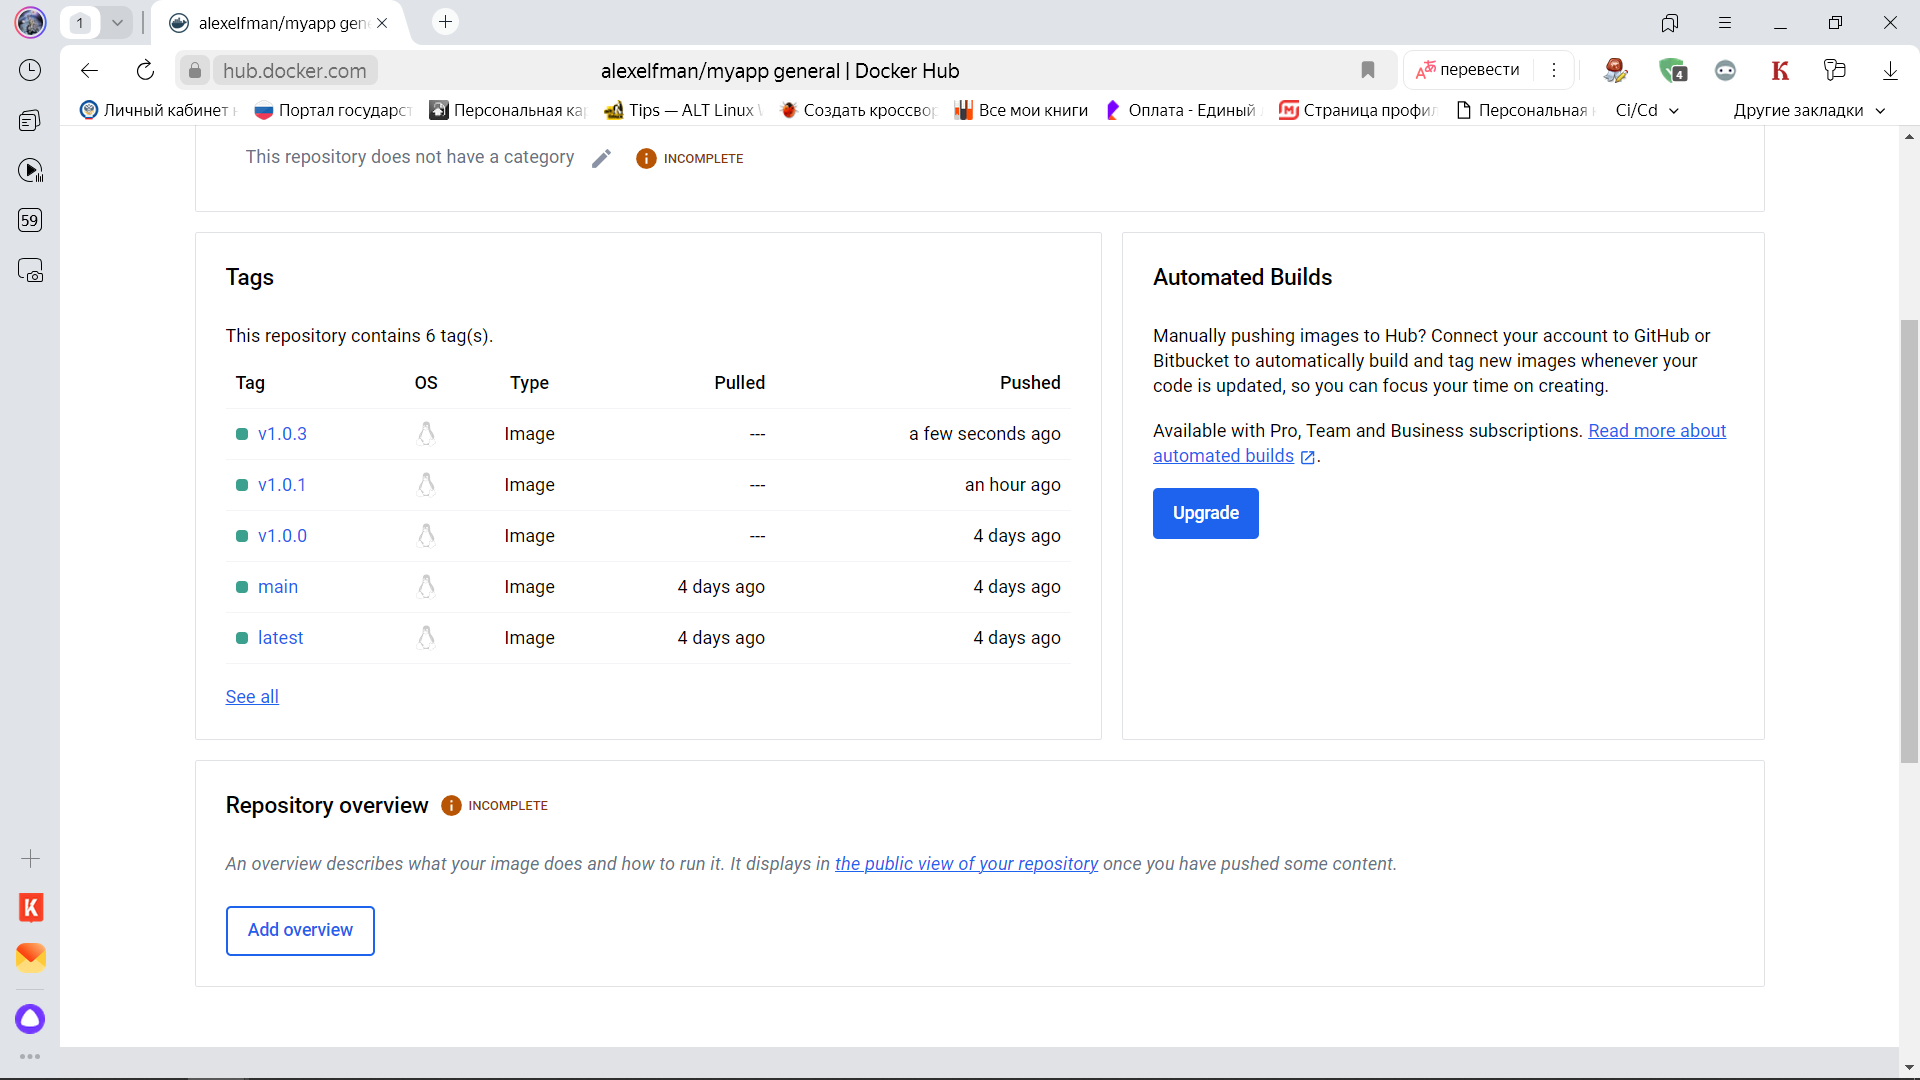 1
alexelfman/myapp gen
hub.docker.com
alexelfman/myapp general | Docker Hub
перевести
4
K
Личный кабинет
Портал государст
Персональная кар
Tips — ALT Linux
Создать кроссвор
Все мои книги
Оплата - Единый
Страница профил
Персональная
Ci/Cd
Другие закладки
59
This repository does not have a category
INCOMPLETE
Tags
This repository contains 6 tag(s).
Tag OS Type Pulled Pushed
v1.0.3 Image --- a few seconds ago
v1.0.1 Image --- an hour ago
v1.0.0 Image --- 4 days ago
main Image 4 days ago 4 days ago
latest Image 4 days ago 4 days ago
See all
Automated Builds
Manually pushing images to Hub? Connect your account to GitHub or
Bitbucket to automatically build and tag new images whenever your
code is updated, so you can focus your time on creating.
Available with Pro, Team and Business subscriptions. Read more about
automated builds .
Upgrade
Repository overview
INCOMPLETE
An overview describes what your image does and how to run it. It displays in the public view of your repository once you have pushed some content.
Add overview
K